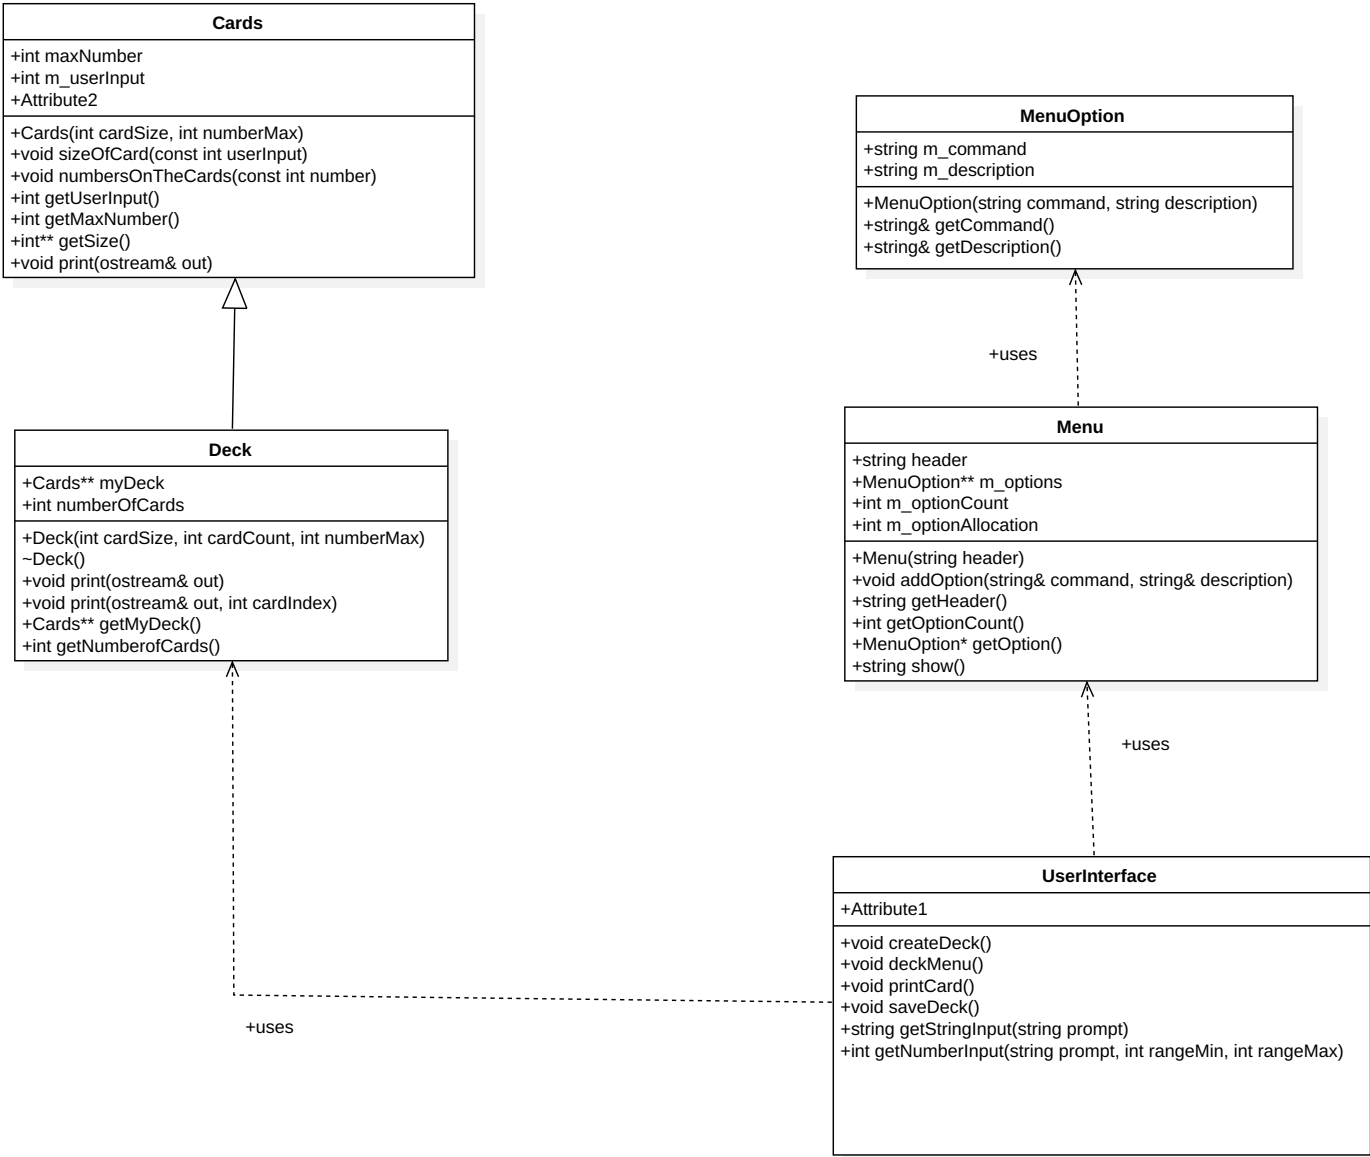 Cards
+int maxNumber
+int m_userInput
+Attribute2
+Cards(int cardSize, int numberMax)
+void sizeOfCard(const int userInput)
+void numbersOnTheCards(const int number)
+int getUserInput()
+int getMaxNumber()
+int** getSize()
+void print(ostream& out)
MenuOption
+string m_command
+string m_description
+MenuOption(string command, string description)
+string& getCommand()
+string& getDescription()
+uses
Deck
+Cards** myDeck
+int numberOfCards
+Deck(int cardSize, int cardCount, int numberMax)
~Deck()
+void print(ostream& out)
+void print(ostream& out, int cardIndex)
+Cards** getMyDeck()
+int getNumberofCards()
Menu
+string header
+MenuOption** m_options
+int m_optionCount
+int m_optionAllocation
+Menu(string header)
+void addOption(string& command, string& description)
+string getHeader()
+int getOptionCount()
+MenuOption* getOption()
+string show()
+uses
UserInterface
+Attribute1
+void createDeck()
+void deckMenu()
+void printCard()
+void saveDeck()
+string getStringInput(string prompt)
+int getNumberInput(string prompt, int rangeMin, int rangeMax)
+uses